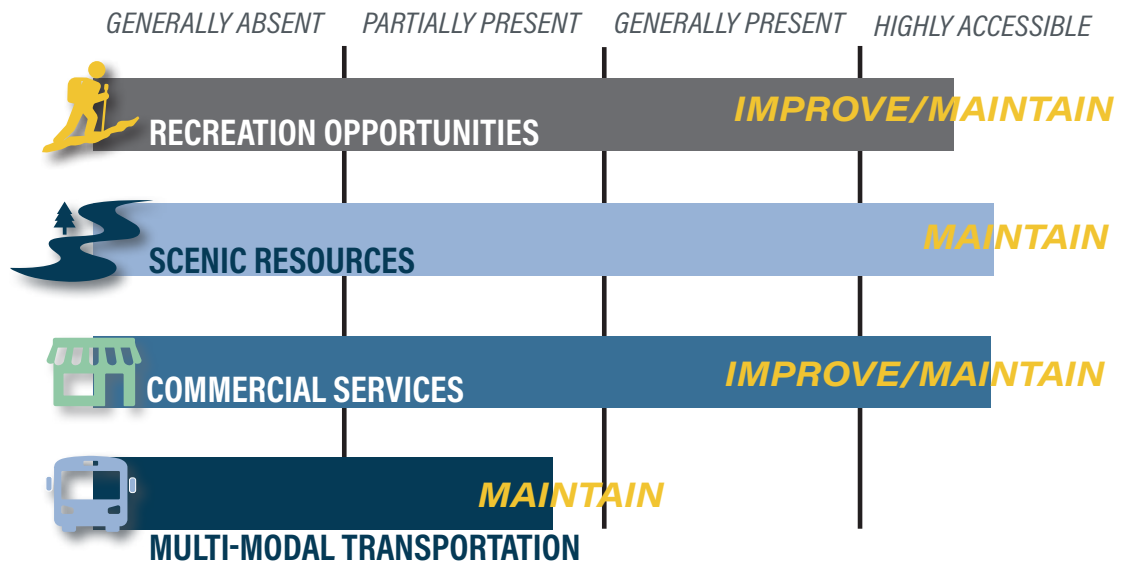 GENERALLY ABSENT PARTIALLY PRESENT GENERALLY PRESENT HIGHLY ACCESSIBLE
IMPROVE/MAINTAIN
RECREATION OPPORTUNITIES
MAINTAIN
SCENIC RESOURCES
IMPROVE/MAINTAIN
COMMERCIAL SERVICES
MAINTAIN
MULTI-MODAL TRANSPORTATION